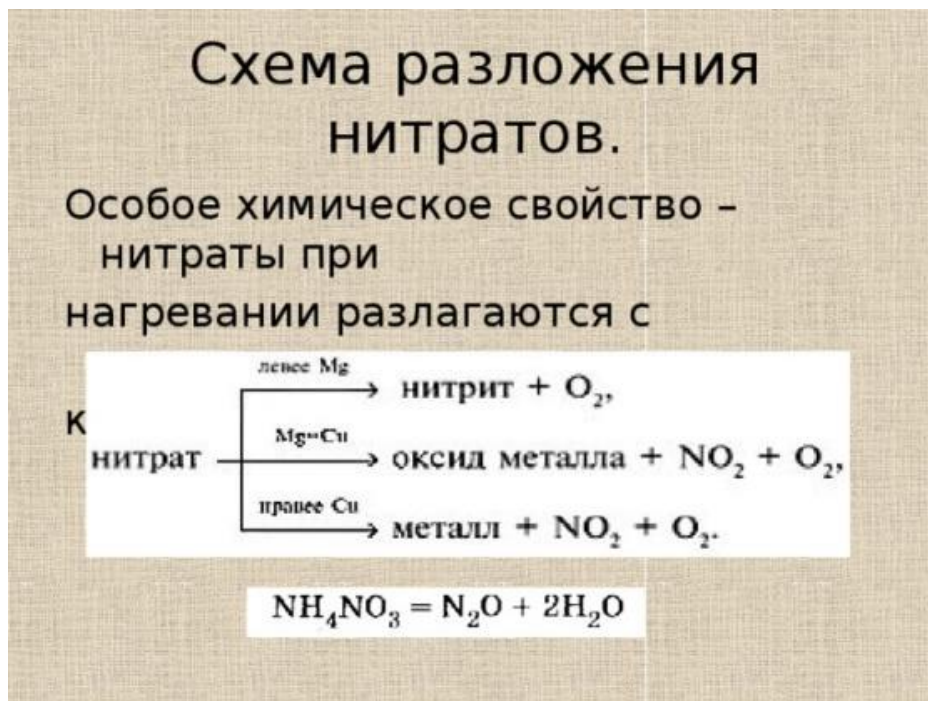 Схема разложения
нитратов.
Особое химическое свойство –
нитраты при
нагревании разлагаются с
к
левее Mg
нитрит + O₂,
Mg–Cu
нитрат
оксид металла + NO₂ + O₂,
правее Cu
металл + NO₂ + O₂.
NH₄NO₃ = N₂O + 2H₂O